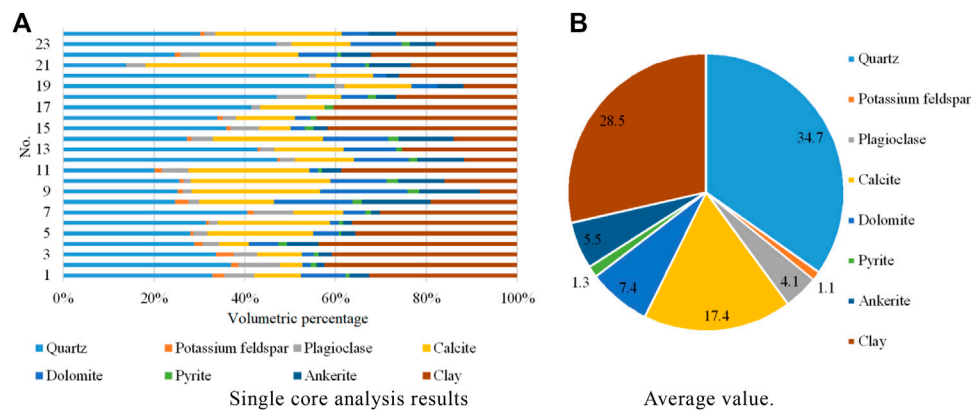 A
23
21
19
17
15
13
11
9
7
5
3
1
No.
0% 20% 40% 60% 80% 100%
Volumetric percentage
Quartz Potassium feldspar Plagioclase Calcite
Dolomite Pyrite Ankerite Clay
Single core analysis results
B
28.5
34.7
5.5
1.3
7.4
17.4
4.1
1.1
Quartz
Potassium feldspar
Plagioclase
Calcite
Dolomite
Pyrite
Ankerite
Clay
Average value.